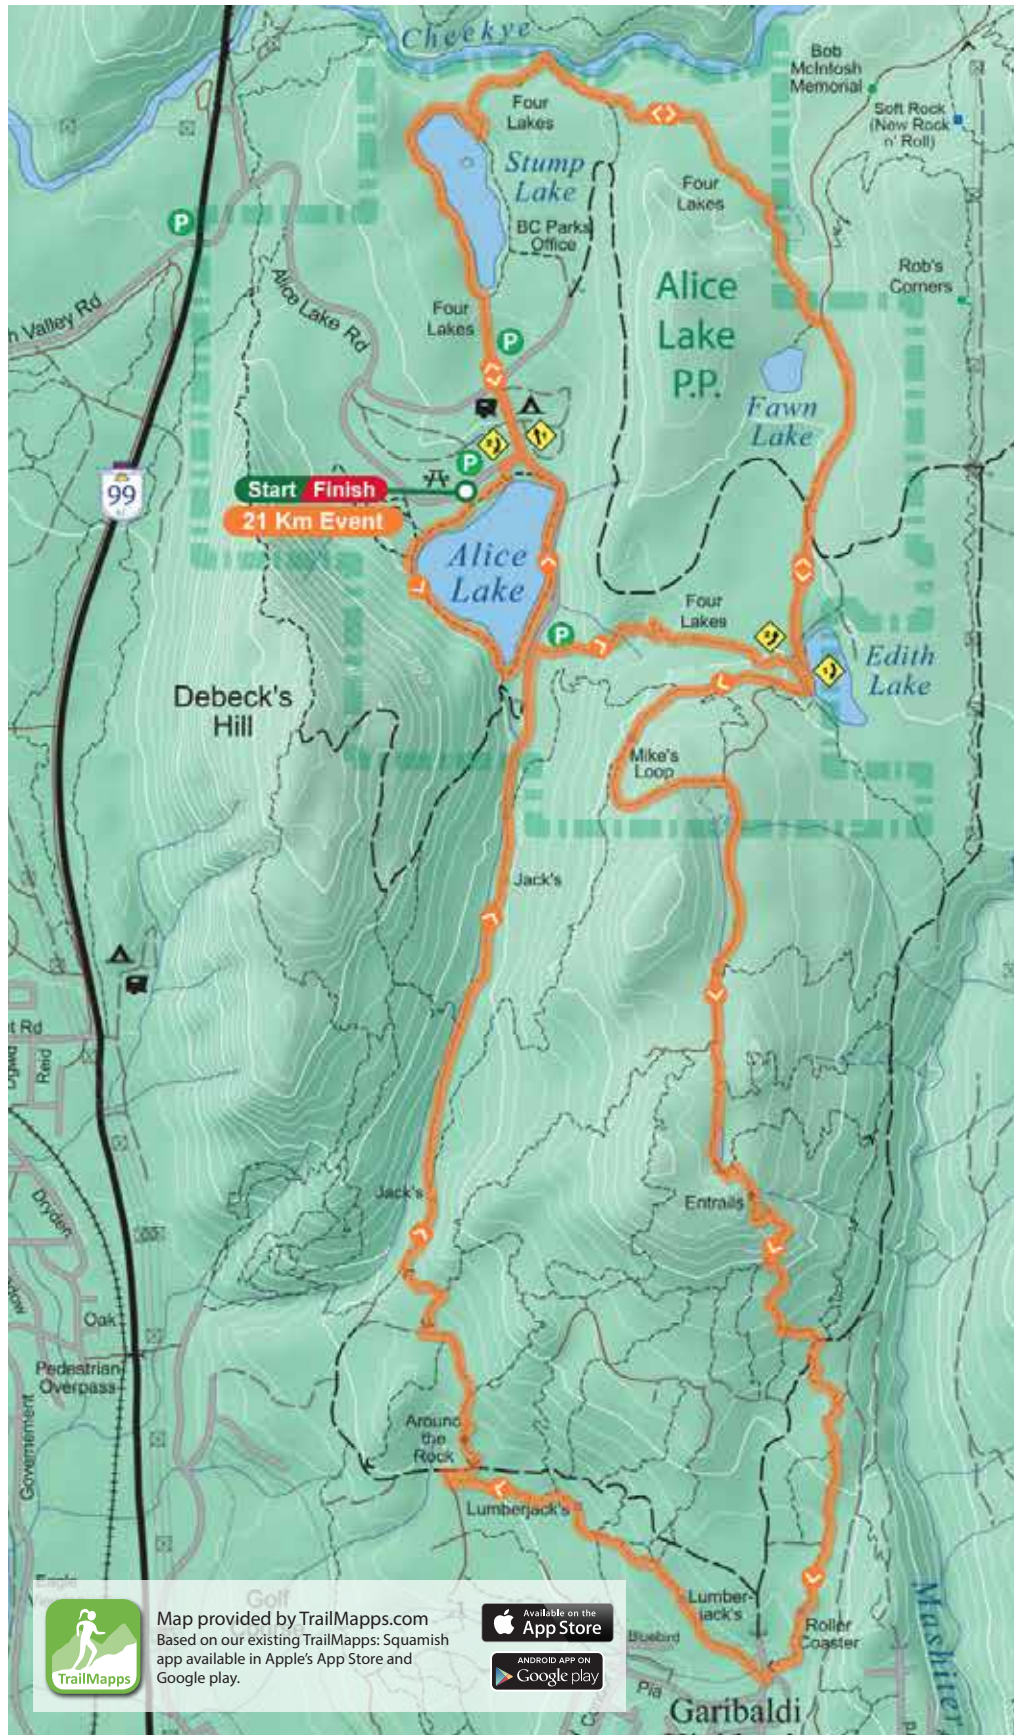 Cheekye
Bob
McIntosh
Memorial
Soft Rock
(New Rock
n' Roll)
Four
Lakes
Stump
Lake
Four
Lakes
BC Parks
Office
P
Rob's
Corners
Alice
Lake
P.P.
Alice Lake Rd
Valley Rd
Four
Lakes
P
Fawn
Lake
P
99
Start Finish
21 Km Event
Alice
Lake
Four
Lakes
P
Edith
Lake
Debeck's
Hill
Mike's
Loop
Jack's
Rd
Reid
Jack's
Entrails
Dryden
Oak
Pedestrian
Overpass
Governement
Around
the
Rock
Lumberjack's
Eagle
Golf
Lumber-
jack's
Roller
Coaster
Bluebird
Pia
Mashiter
Garibaldi
Map provided by TrailMapps.com
Based on our existing TrailMapps: Squamish
app available in Apple's App Store and
Google play.
TrailMapps
Available on the
App Store
ANDROID APP ON
Google play